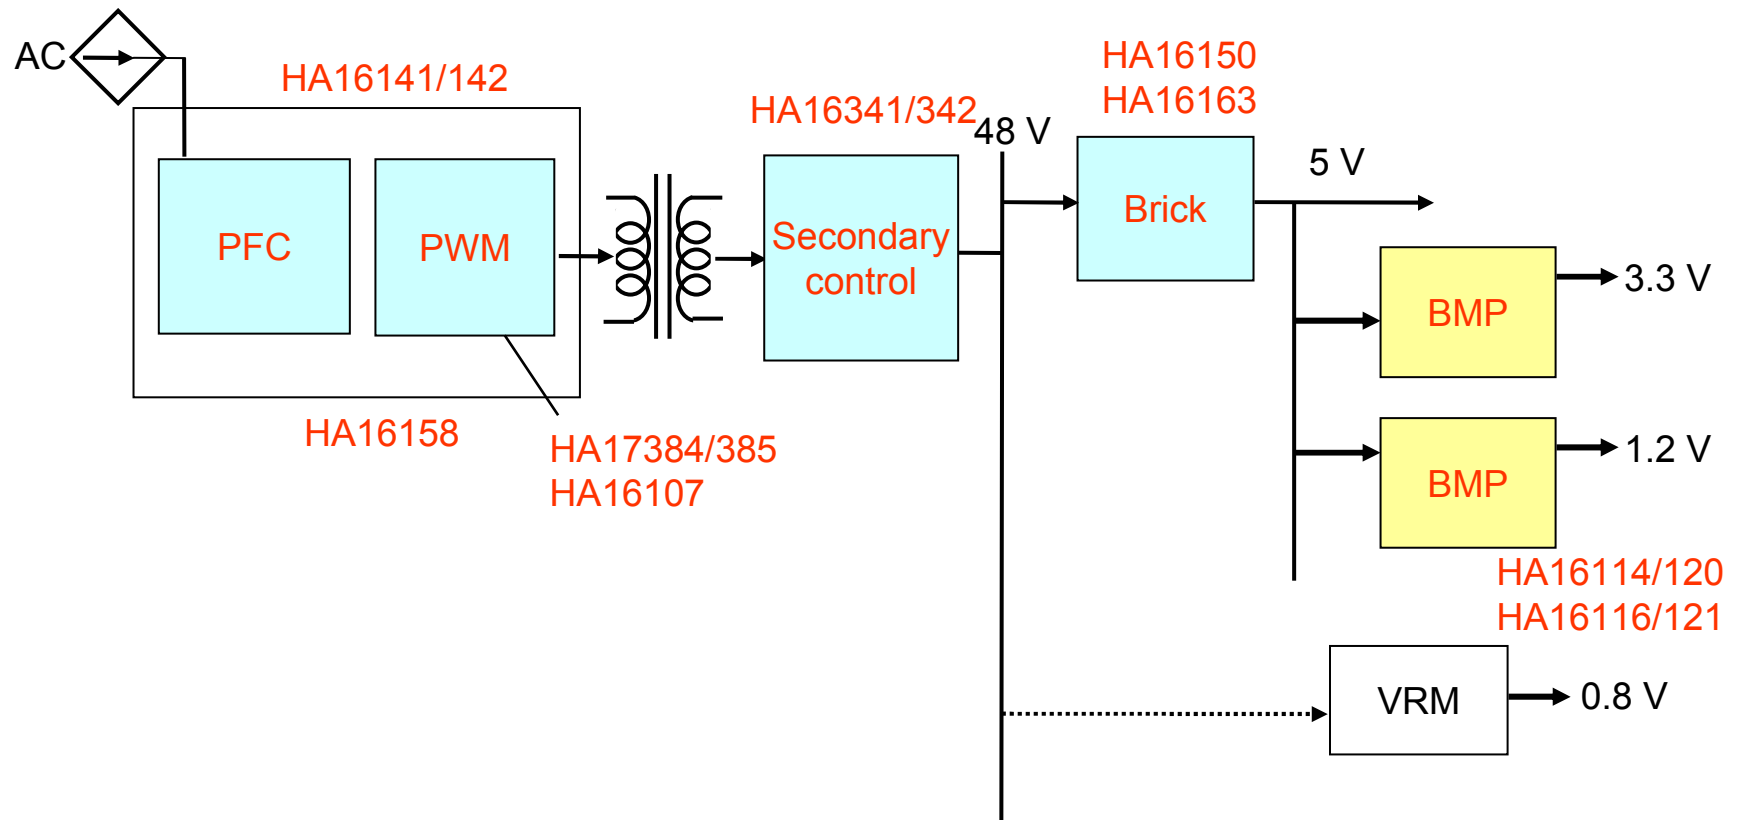 AC
HA16141/142
PFC
PWM
HA16158
HA17384/385
HA16107
HA16341/342
Secondary
control
48 V
HA16150
HA16163
Brick
5 V
BMP
3.3 V
BMP
1.2 V
HA16114/120
HA16116/121
VRM
0.8 V